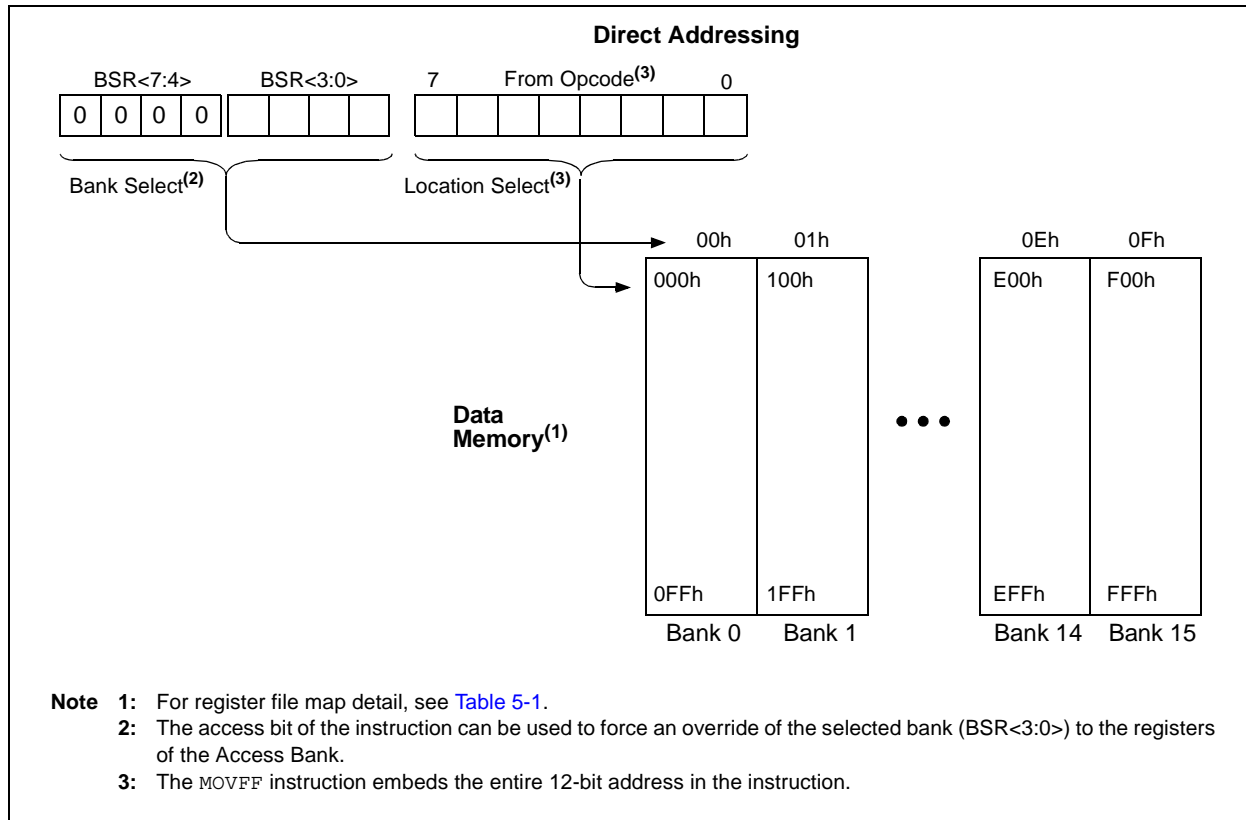 Direct Addressing
BSR<7:4> BSR<3:0> 7 From Opcode(3) 0
0 0 0 0
Bank Select(2) Location Select(3)
00h 01h 0Eh 0Fh
000h 100h E00h F00h
Data
Memory(1)
0FFh 1FFh EFFh FFFh
Bank 0 Bank 1 Bank 14 Bank 15
Note 1: For register file map detail, see Table 5-1.
2: The access bit of the instruction can be used to force an override of the selected bank (BSR<3:0>) to the registers
of the Access Bank.
3: The MOVFF instruction embeds the entire 12-bit address in the instruction.